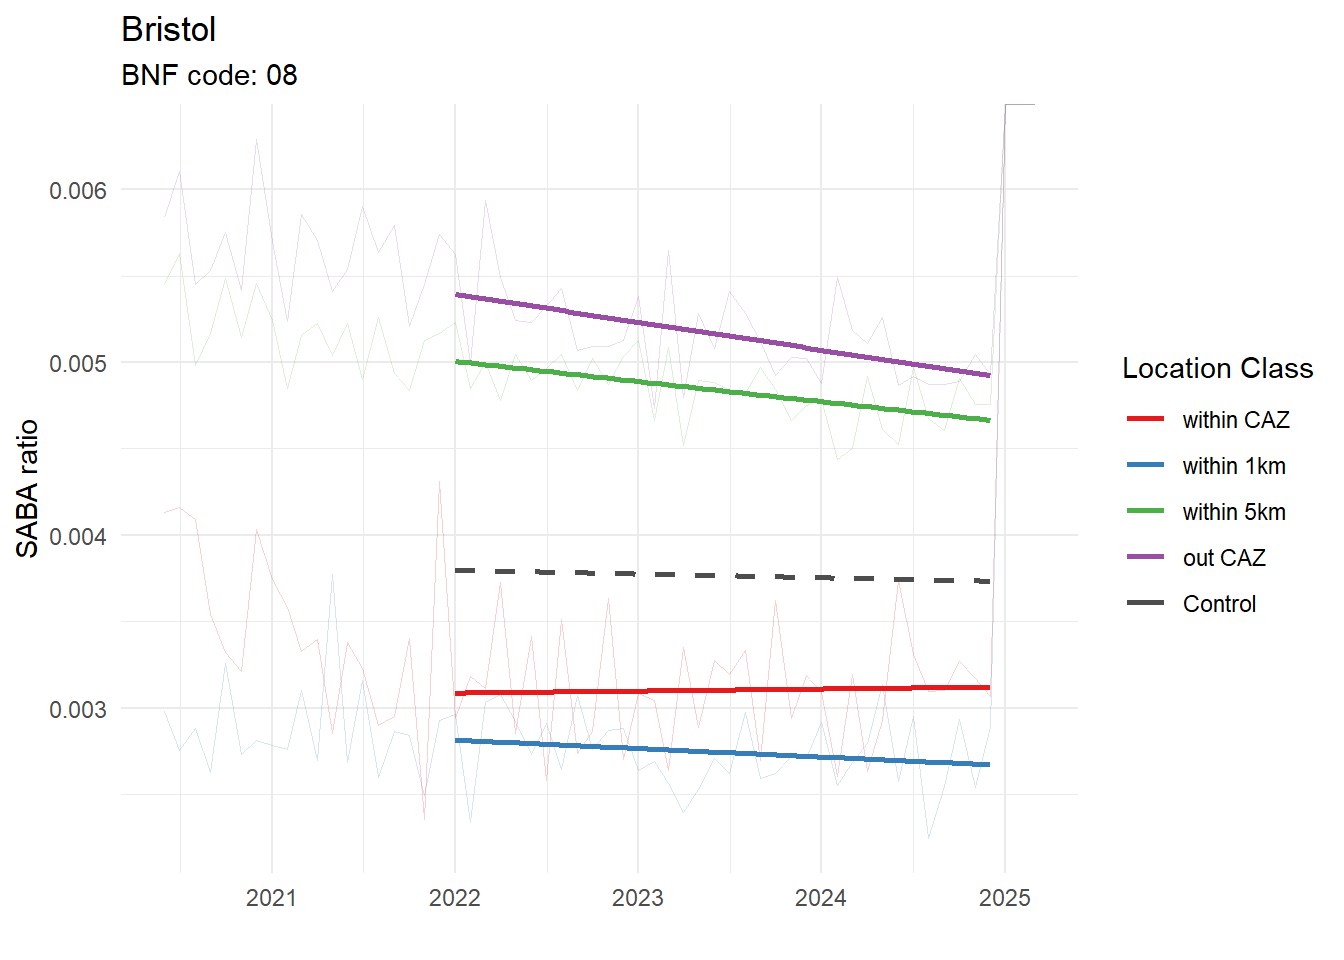 Bristol
BNF code: 08
SABA ratio
0.006
0.005
0.004
0.003
2021
2022
2023
2024
2025
Location Class
within CAZ
within 1km
within 5km
out CAZ
Control